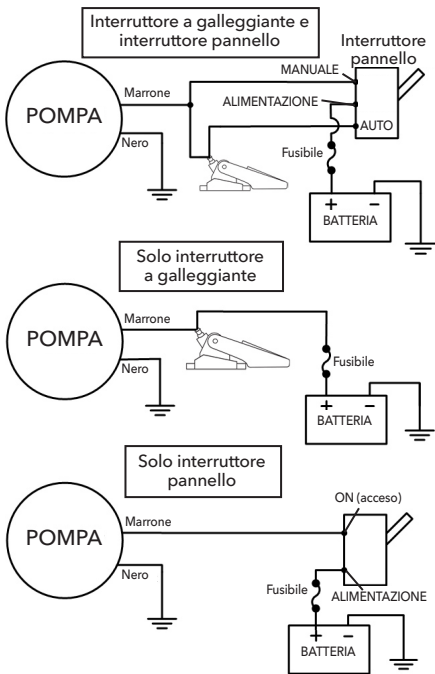 Interruttore a galleggiante e
interruttore pannello
Interruttore
pannello
MANUALE
Marrone
ALIMENTAZIONE
POMPA
AUTO
Nero
Fusibile
+ −
BATTERIA
Solo interruttore
a galleggiante
Marrone
POMPA
Fusibile
Nero
+ −
BATTERIA
Solo interruttore
pannello
ON (acceso)
Marrone
POMPA
Nero
Fusibile
ALIMENTAZIONE
+ −
BATTERIA